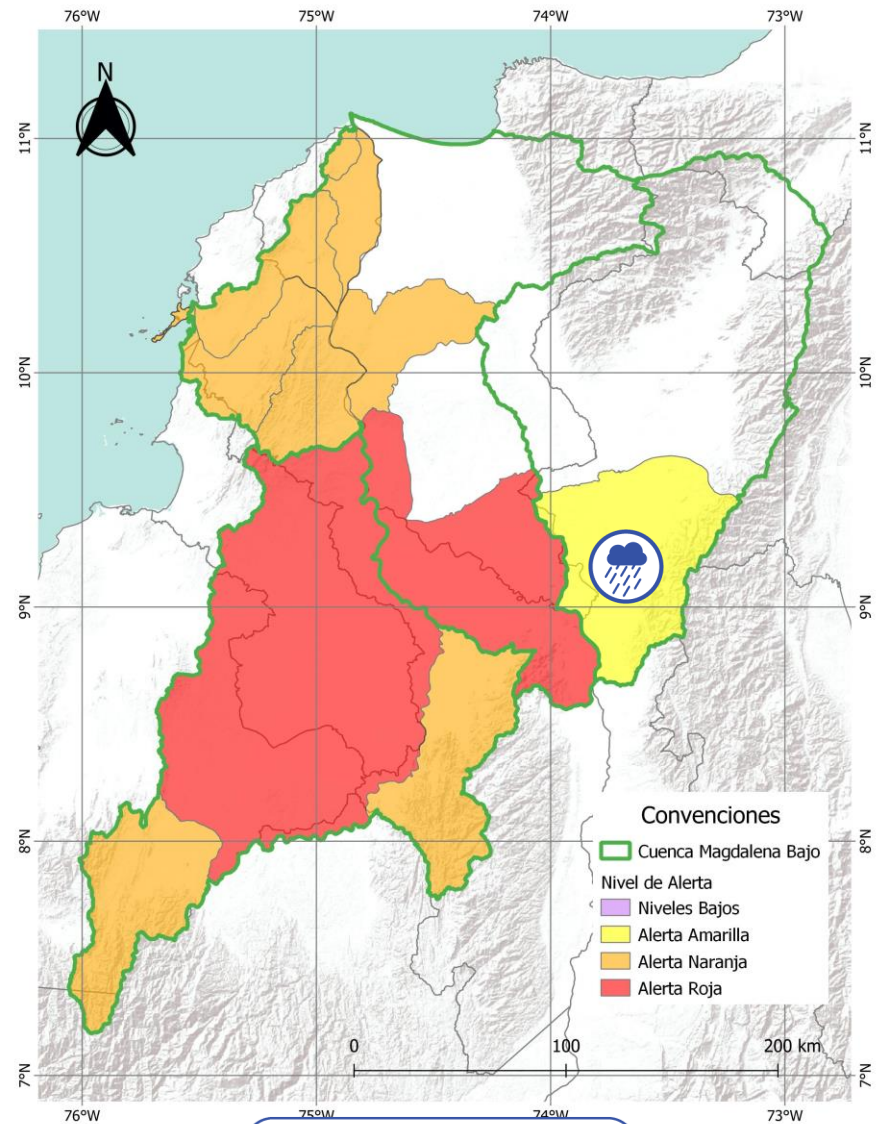 76°W 75°W 74°W 73°W
N
11°N 11°N
10°N 10°N
9°N 9°N
8°N 8°N
7°N 7°N
Convenciones
Cuenca Magdalena Bajo
Nivel de Alerta
Niveles Bajos
Alerta Amarilla
Alerta Naranja
Alerta Roja
0 100 200 km
76°W 75°W 74°W 73°W